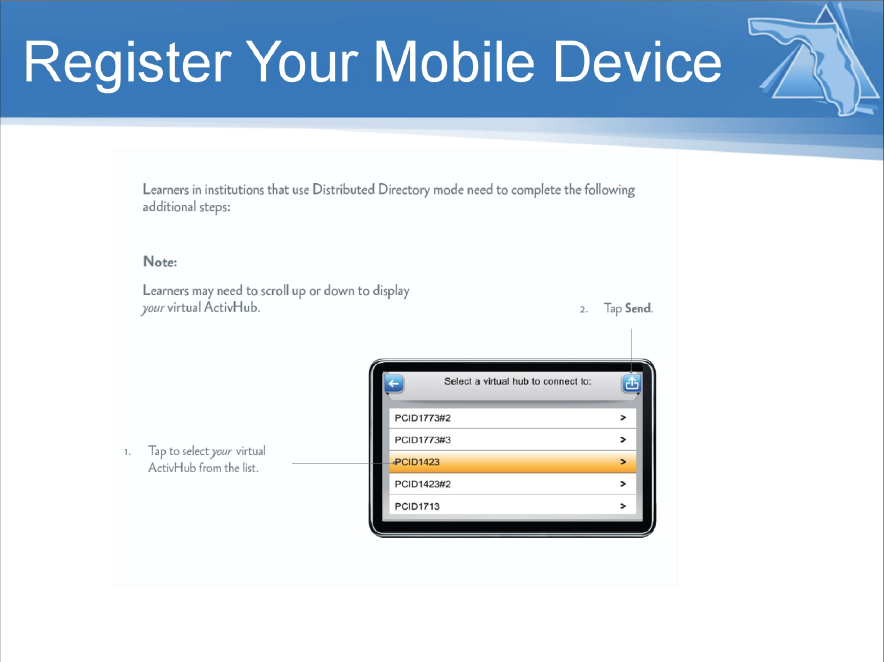 Register Your Mobile Device
Learners in institutions that use Distributed Directory mode need to complete the following
additional steps:
Note:
Learners may need to scroll up or down to display
your virtual ActivHub.
2. Tap Send.
Select a virtual hub to connect to:
PCID1773#2 >
PCID1773#3 >
PCID1423 >
PCID1423#2 >
PCID1713 >
1. Tap to select your virtual
ActivHub from the list.